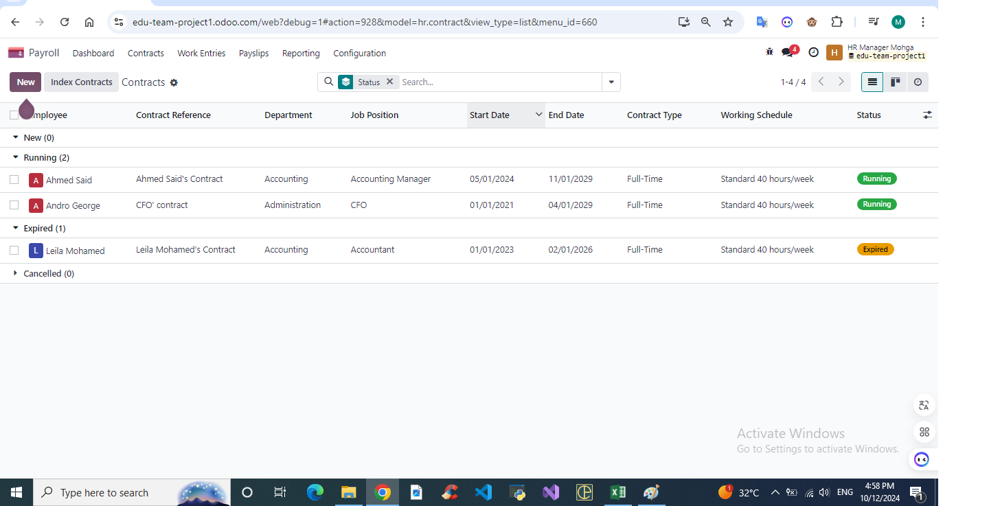 edu-team-project1.odoo.com/web?debug=1#action=928&model=hr.contract&view_type=list&menu_id=660
M
Payroll Dashboard Contracts Work Entries Payslips Reporting Configuration
4
H
HR Manager Mohga
edu-team-project1
New Index Contracts Contracts
Status Search...
1-4 / 4
Employee Contract Reference Department Job Position Start Date End Date Contract Type Working Schedule Status
New (0)
Running (2)
A Ahmed Said Ahmed Said's Contract Accounting Accounting Manager 05/01/2024 11/01/2029 Full-Time Standard 40 hours/week Running
A Andro George CFO' contract Administration CFO 01/01/2021 04/01/2029 Full-Time Standard 40 hours/week Running
Expired (1)
L Leila Mohamed Leila Mohamed's Contract Accounting Accountant 01/01/2023 02/01/2026 Full-Time Standard 40 hours/week Expired
Cancelled (0)
Activate Windows
Go to Settings to activate Windows.
Type here to search
1
32°C
ENG
4:58 PM
10/12/2024
1